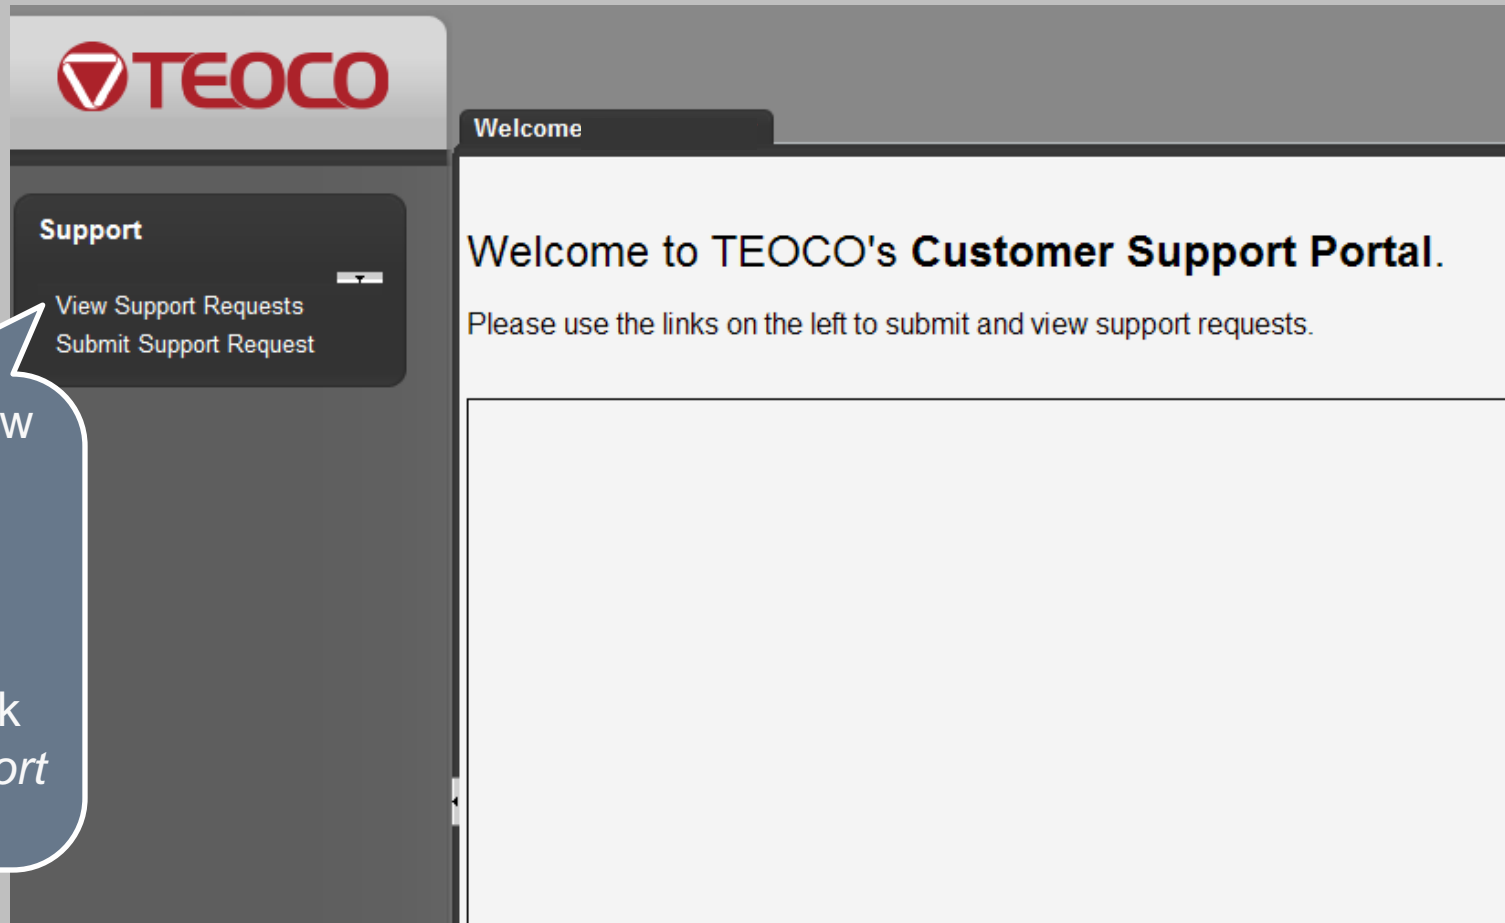 TEOCO
Welcome
Support
View Support Requests
Submit Support Request
Welcome to TEOCO's Customer Support Portal.
Please use the links on the left to submit and view support requests.